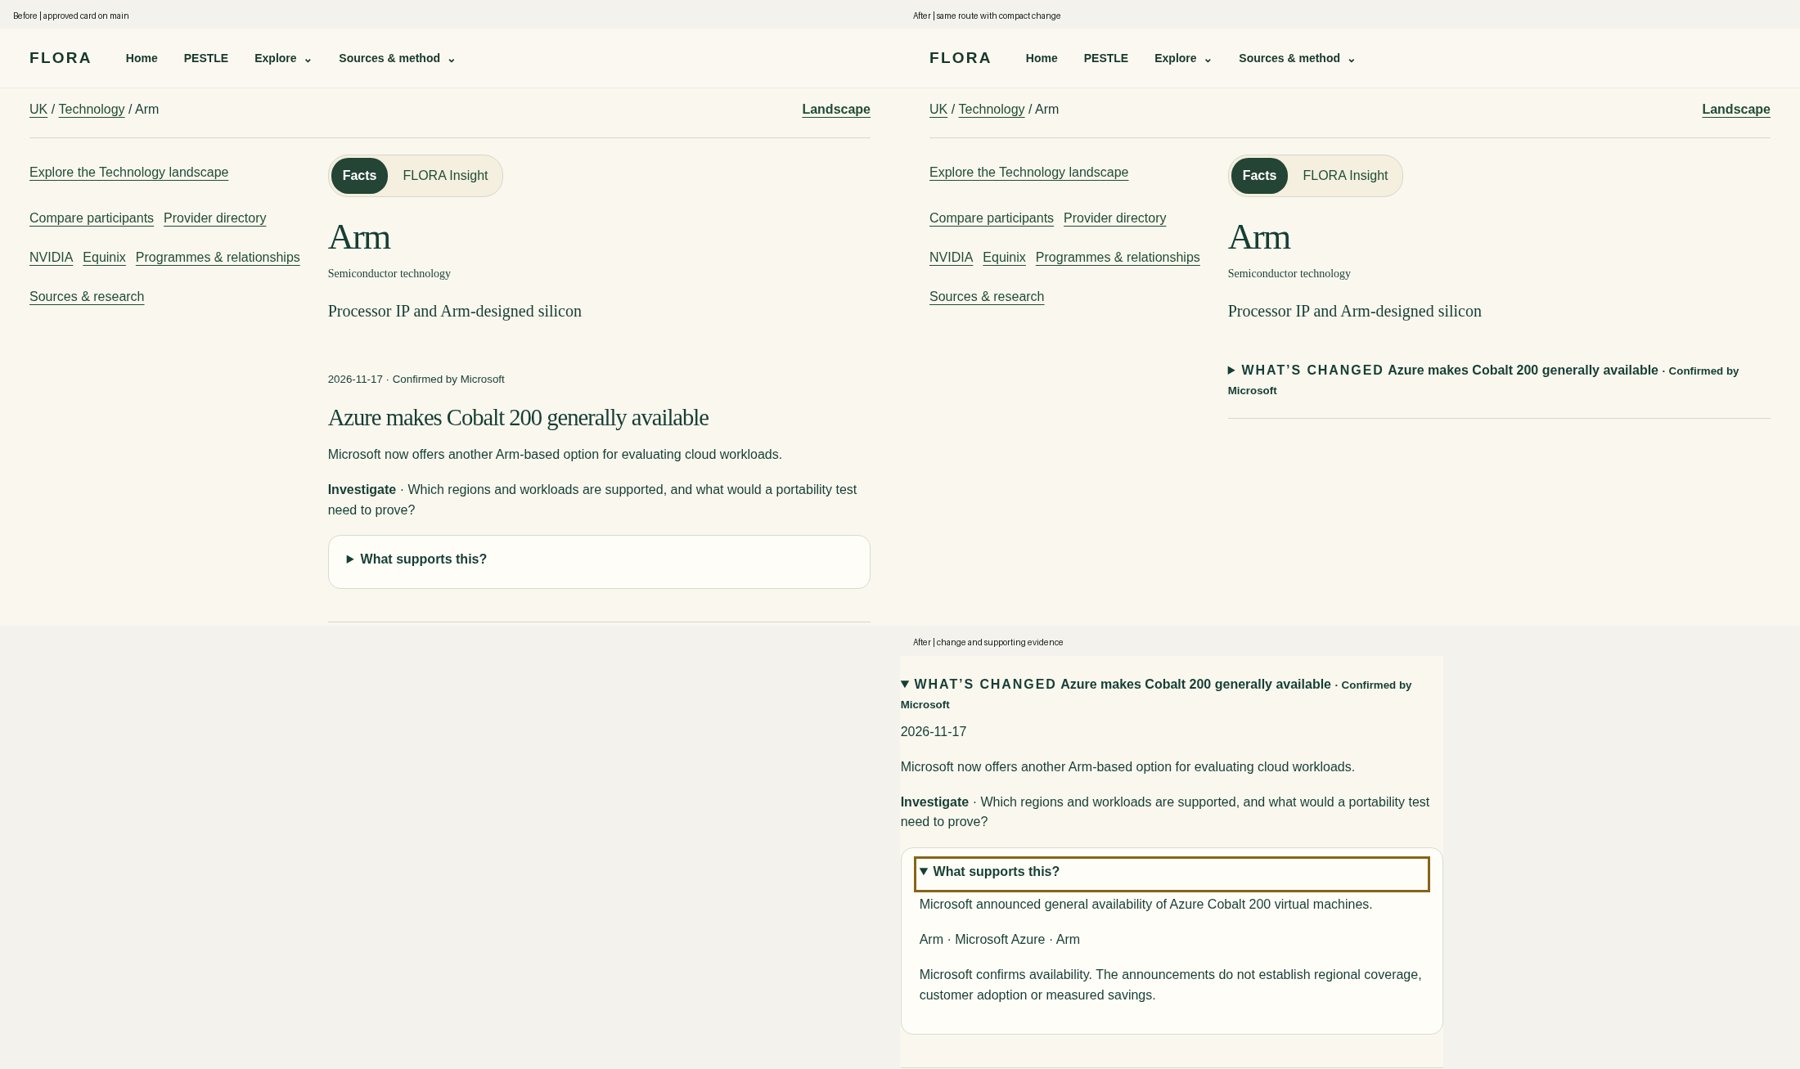 Before | approved card on main
FLORA Home PESTLE Explore Sources & method
UK / Technology / Arm Landscape
Explore the Technology landscape
Compare participants Provider directory
NVIDIA Equinix Programmes & relationships
Sources & research
Facts FLORA Insight
Arm
Semiconductor technology
Processor IP and Arm-designed silicon
2026-11-17 · Confirmed by Microsoft
Azure makes Cobalt 200 generally available
Microsoft now offers another Arm-based option for evaluating cloud workloads.
Investigate · Which regions and workloads are supported, and what would a portability test
need to prove?
What supports this?
After | same route with compact change
FLORA Home PESTLE Explore Sources & method
UK / Technology / Arm Landscape
Explore the Technology landscape
Compare participants Provider directory
NVIDIA Equinix Programmes & relationships
Sources & research
Facts FLORA Insight
Arm
Semiconductor technology
Processor IP and Arm-designed silicon
WHAT’S CHANGED Azure makes Cobalt 200 generally available · Confirmed by
Microsoft
After | change and supporting evidence
WHAT’S CHANGED Azure makes Cobalt 200 generally available · Confirmed by
Microsoft
2026-11-17
Microsoft now offers another Arm-based option for evaluating cloud workloads.
Investigate · Which regions and workloads are supported, and what would a portability test
need to prove?
What supports this?
Microsoft announced general availability of Azure Cobalt 200 virtual machines.
Arm · Microsoft Azure · Arm
Microsoft confirms availability. The announcements do not establish regional coverage,
customer adoption or measured savings.